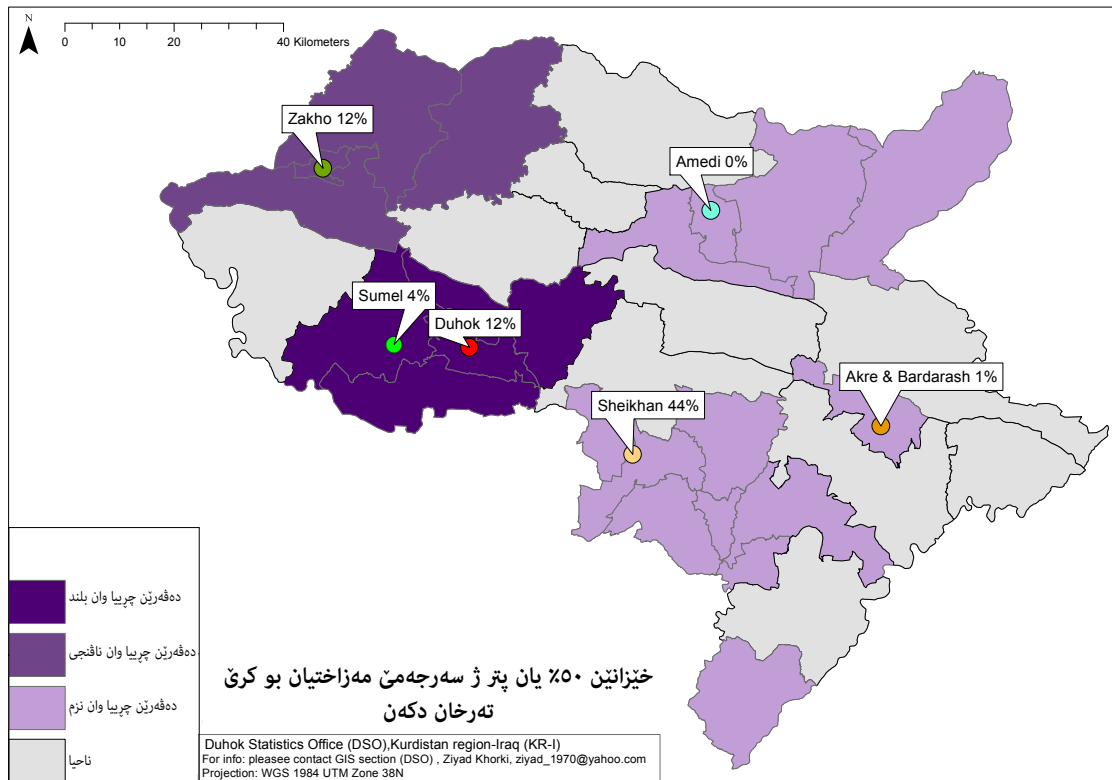 N
0 10 20 40 Kilometers
Zakho 12%
Amedi 0%
Sumel 4%
Duhok 12%
Akre & Bardarash 1%
Sheikhan 44%
دەڤەرێن چڕییا وان بلند
دەڤەرێن چڕییا وان ناڤنجی
دەڤەرێن چڕییا وان نزم
ناحیا
خێزانێن ٥٠٪ یان پتر ژ سەرجەمێ مەزاختیان بو کرێ
تەرخان دکەن
Duhok Statistics Office (DSO),Kurdistan region-Iraq (KR-I)
For info: pleasee contact GIS section (DSO) , Ziyad Khorki, ziyad_1970@yahoo.com
Projection: WGS 1984 UTM Zone 38N